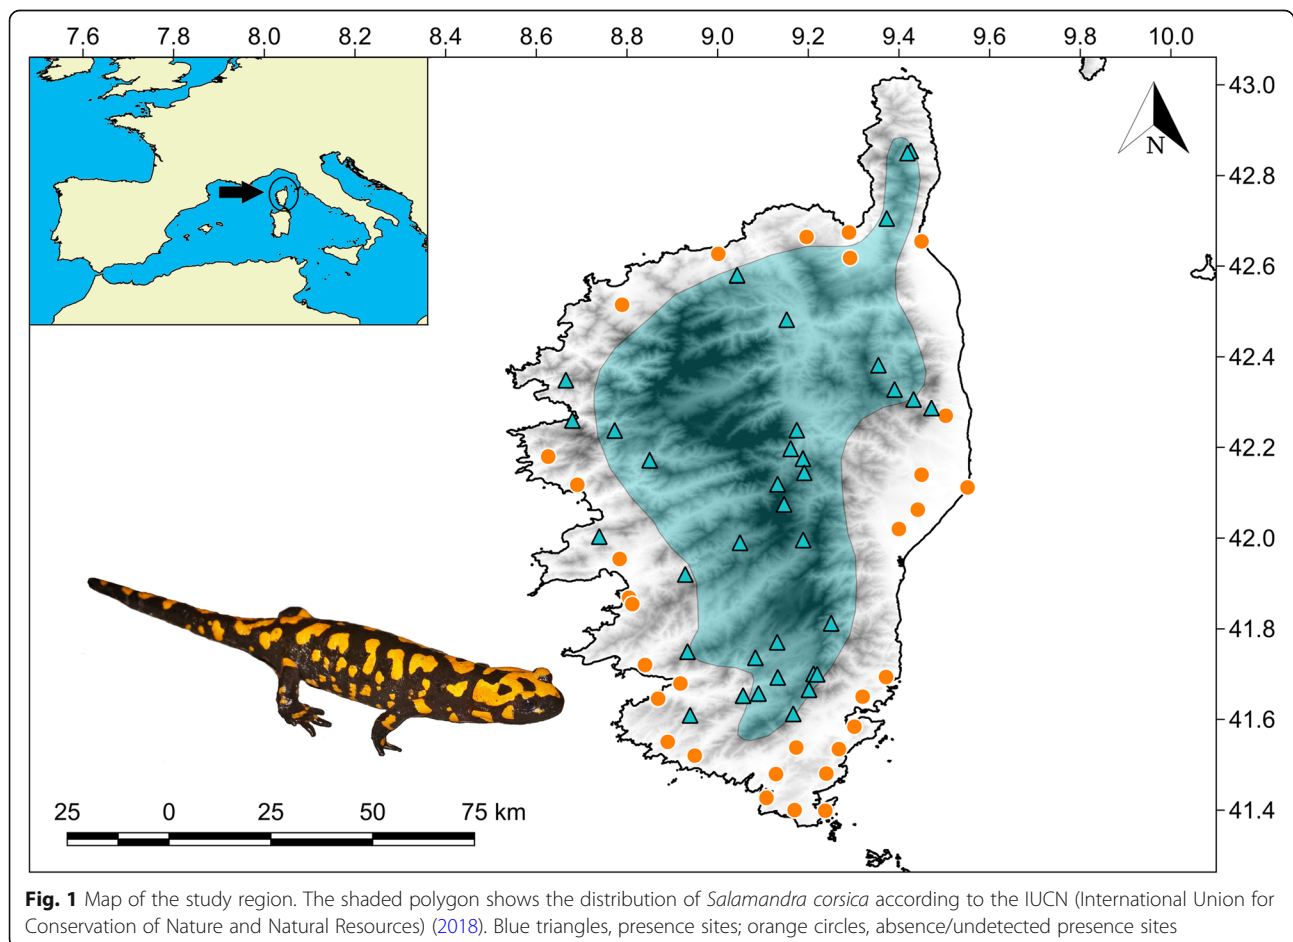 7.6 7.8 8.0 8.2 8.4 8.6 8.8 9.0 9.2 9.4 9.6 9.8 10.0
43.0
N
42.8
42.6
42.4
42.2
42.0
41.8
41.6
41.4
25 0 25 50 75 km
Fig. 1 Map of the study region. The shaded polygon shows the distribution of Salamandra corsica according to the IUCN (International Union for
Conservation of Nature and Natural Resources) (2018). Blue triangles, presence sites; orange circles, absence/undetected presence sites